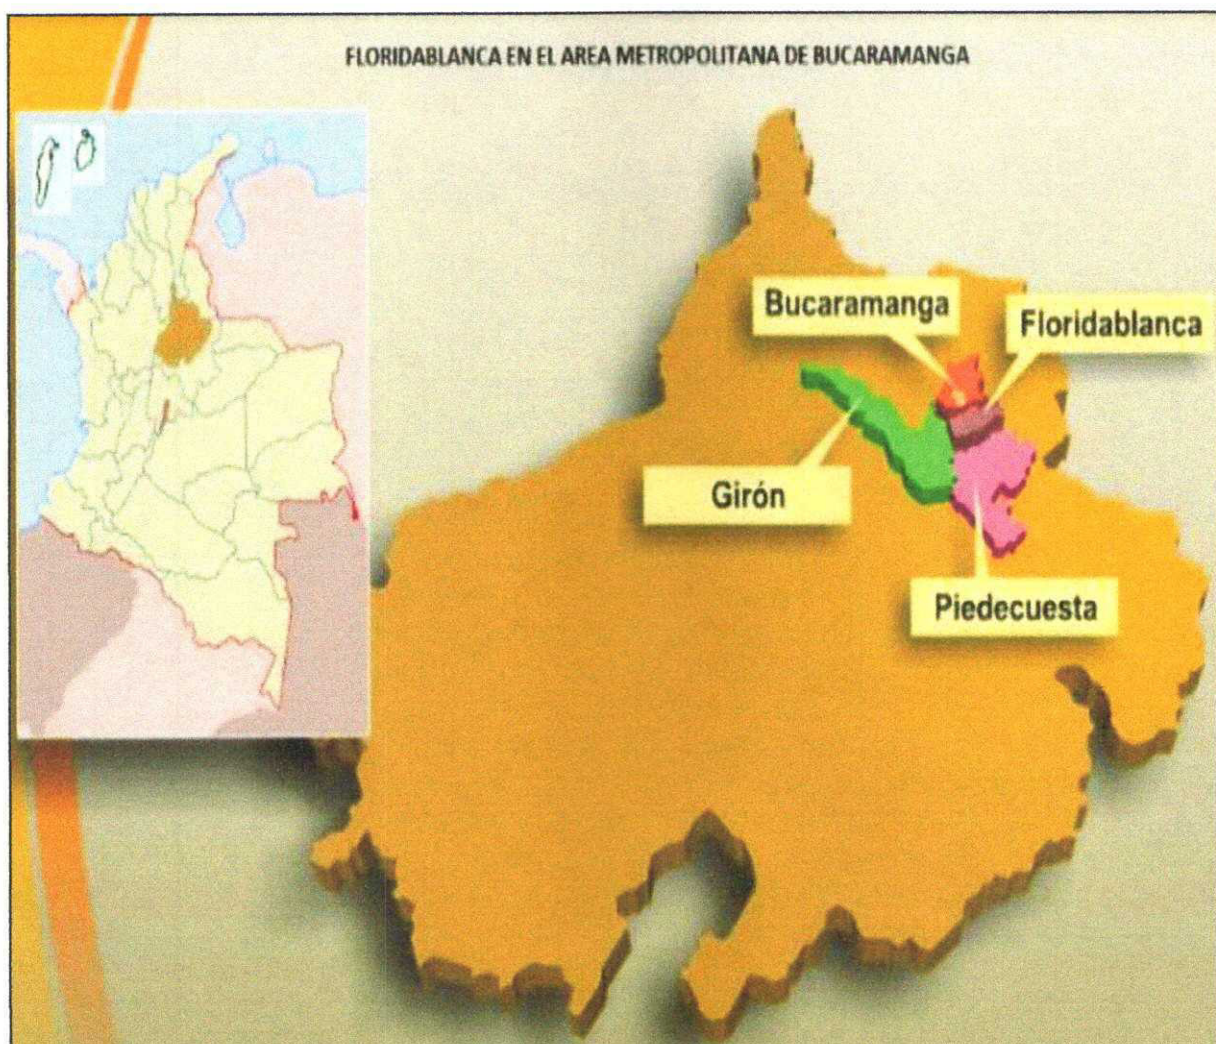 FLORIDABLANCA EN EL AREA METROPOLITANA DE BUCARAMANGA
Bucaramanga
Floridablanca
Girón
Piedecuesta